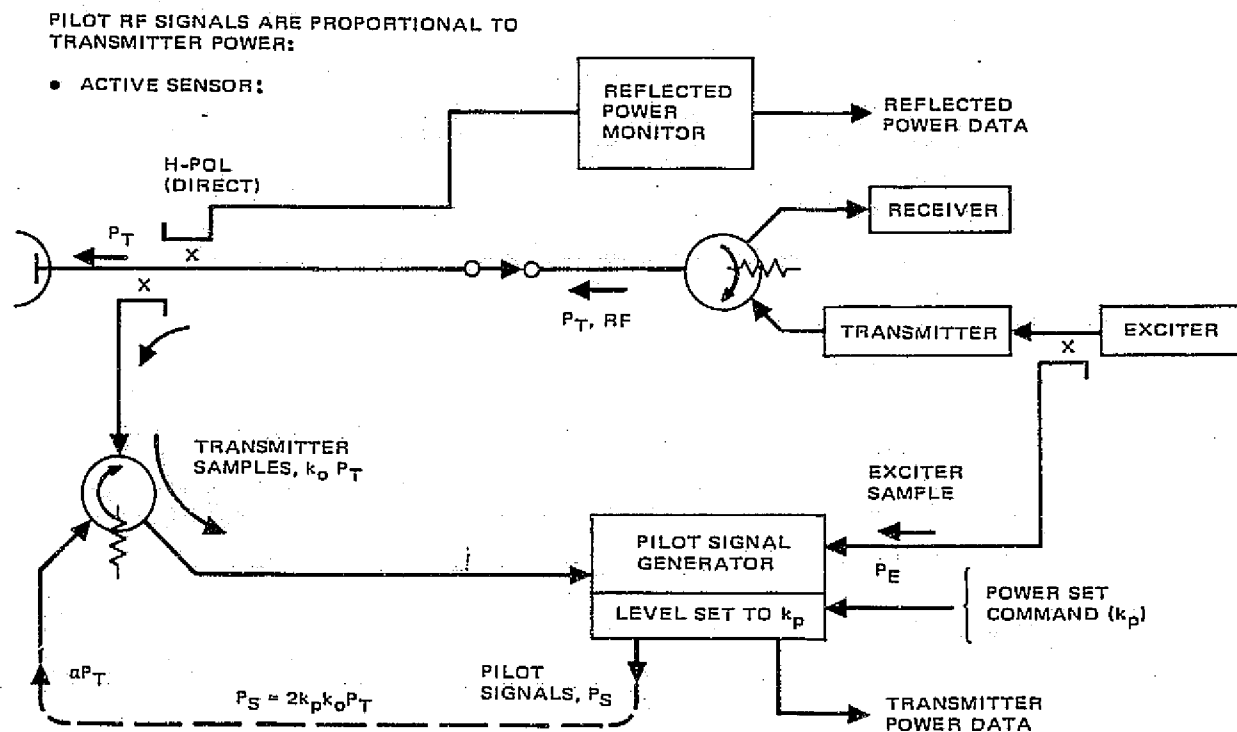 PILOT RF SIGNALS ARE PROPORTIONAL TO
TRANSMITTER POWER:
• ACTIVE SENSOR:
REFLECTED
POWER
MONITOR
REFLECTED
POWER DATA
H-POL
(DIRECT)
RECEIVER
P_T
X
X
P_T, RF
TRANSMITTER
EXCITER
X
TRANSMITTER
SAMPLES, k_o P_T
EXCITER
SAMPLE
PILOT SIGNAL
GENERATOR
P_E
LEVEL SET TO k_p
POWER SET
COMMAND (k_p)
αP_T
P_S = 2k_pk_oP_T
PILOT
SIGNALS, P_S
TRANSMITTER
POWER DATA